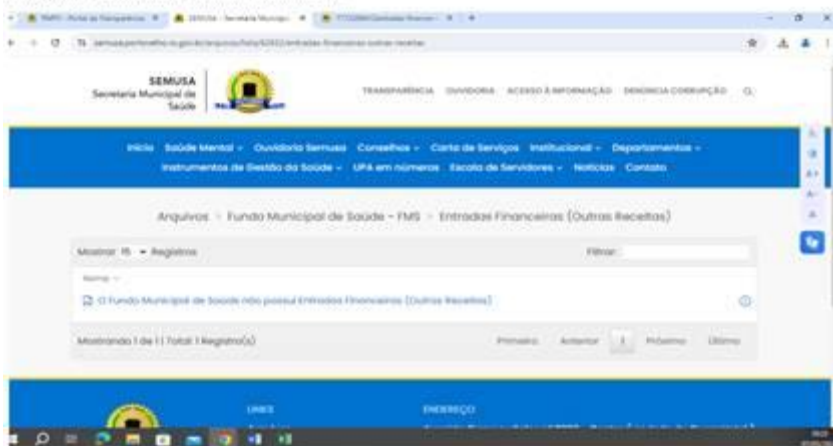 SEMUSA
Secretaria Municipal de
Saúde
TRANSPARÊNCIA OUVIDORIA ACESSO À INFORMAÇÃO DENÚNCIA CORRUPÇÃO
Início Saúde Mental Ouvidoria Semusa Conselhos Carta de Serviços Institucional Departamentos
Instrumentos de Gestão da Saúde UPA em números Escala de Servidores Notícias Contato
Arquivos - Fundo Municipal de Saúde - FMS - Entradas Financeiras (Outras Receitas)
Mostrar 15 Registros
Filtrar:
Nome
O Fundo Municipal de Saúde não possui Entradas Financeiras (Outras Receitas)
Mostrando 1 de 1 | Total: 1 Registro(s)
Primeiro Anterior 1 Próximo Último
LINKS
ENDEREÇO